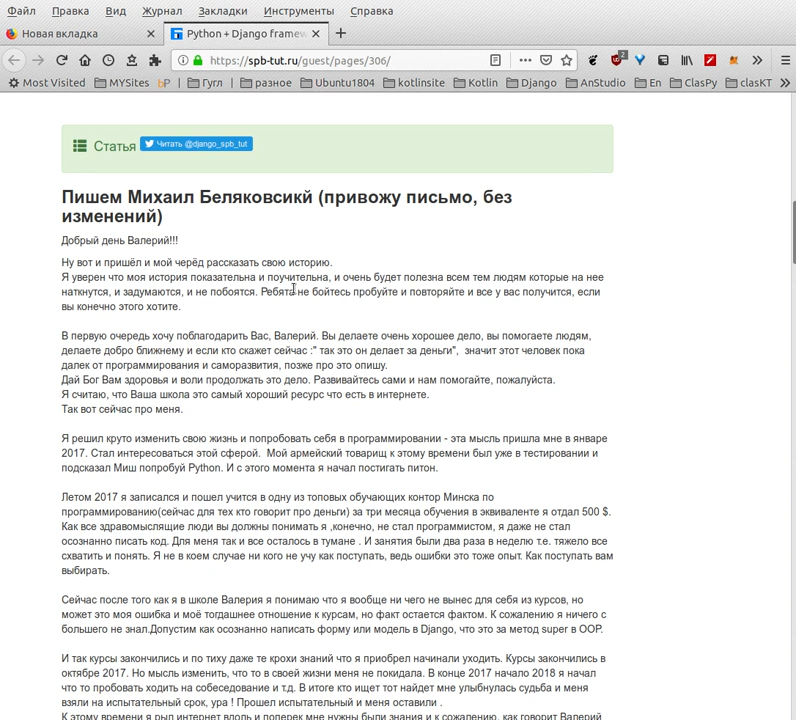 Файл Правка Вид Журнал Закладки Инструменты Справка
Новая вкладка Python + Django framew
https://spb-tut.ru/guest/pages/306/
Most Visited MYSites bP | Гугл | разное Ubuntu1804 kotlinsite Kotlin Django AnStudio En ClasPy clasKT
Статья Читать @django_spb_tut
Пишем Михаил Беляковсикй (привожу письмо, без
изменений)
Добрый день Валерий!!!
Ну вот и пришёл и мой черёд рассказать свою историю.
Я уверен что моя история показательна и поучительна, и очень будет полезна всем тем людям которые на нее
наткнутся, и задумаются, и не побоятся. Ребята не бойтесь пробуйте и повторяйте и все у вас получится, если
вы конечно этого хотите.
В первую очередь хочу поблагодарить Вас, Валерий. Вы делаете очень хорошее дело, вы помогаете людям,
делаете добро ближнему и если кто скажет сейчас :" так это он делает за деньги", значит этот человек пока
далек от программирования и саморазвития, позже про это опишу.
Дай Бог Вам здоровья и воли продолжать это дело. Развивайтесь сами и нам помогайте, пожалуйста.
Я считаю, что Ваша школа это самый хороший ресурс что есть в интернете.
Так вот сейчас про меня.
Я решил круто изменить свою жизнь и попробовать себя в программировании - эта мысль пришла мне в январе
2017. Стал интересоваться этой сферой. Мой армейский товарищ к этому времени был уже в тестировании и
подсказал Миш попробуй Python. И с этого момента я начал постигать питон.
Летом 2017 я записался и пошел учится в одну из топовых обучающих контор Минска по
программированию(сейчас для тех кто говорит про деньги) за три месяца обучения в эквиваленте я отдал 500 $.
Как все здравомыслящие люди вы должны понимать я ,конечно, не стал программистом, я даже не стал
осознанно писать код. Для меня так и все осталось в тумане . И занятия были два раза в неделю т.е. тяжело все
схватить и понять. Я не в коем случае ни кого не учу как поступать, ведь ошибки это тоже опыт. Как поступать вам
выбирать.
Сейчас после того как я в школе Валерия я понимаю что я вообще ни чего не вынес для себя из курсов, но
может это моя ошибка и моё тогдашнее отношение к курсам, но факт остается фактом. К сожалению я ничего с
большего не знал.Допустим как осознанно написать форму или модель в Django, что это за метод super в ООР.
И так курсы закончились и по тиху даже те крохи знаний что я приобрел начинали уходить. Курсы закончились в
октябре 2017. Но мысль изменить, что то в своей жизни меня не покидала. В конце 2017 начало 2018 я начал
что то пробовать ходить на собеседование и т.д. В итоге кто ищет тот найдет мне улыбнулась судьба и меня
взяли на испытательный срок, ура ! Прошел испытательный и меня оставили .
К этому времени я рыл интернет вдоль и поперек мне нужны были знания и к сожалению, как говорит Валерий